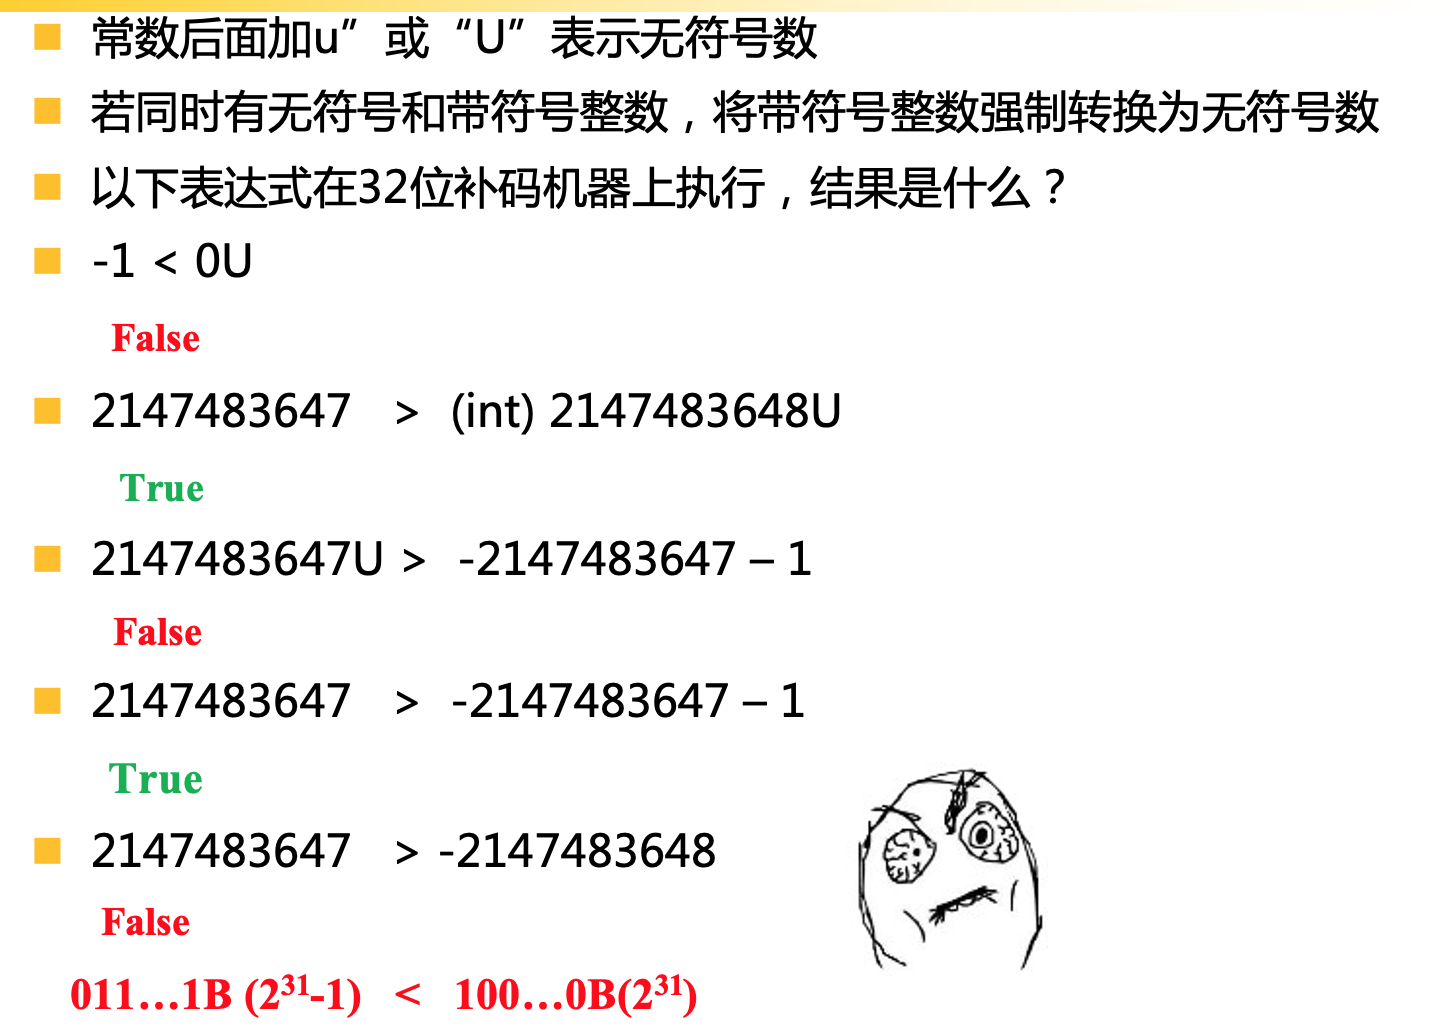 常数后面加u”或“U”表示无符号数
若同时有无符号和带符号整数，将带符号整数强制转换为无符号数
以下表达式在32位补码机器上执行，结果是什么？
-1 < 0U
False
2147483647 > (int) 2147483648U
True
2147483647U > -2147483647 – 1
False
2147483647 > -2147483647 – 1
True
2147483647 > -2147483648
False
011…1B (2³¹-1) < 100…0B(2³¹)